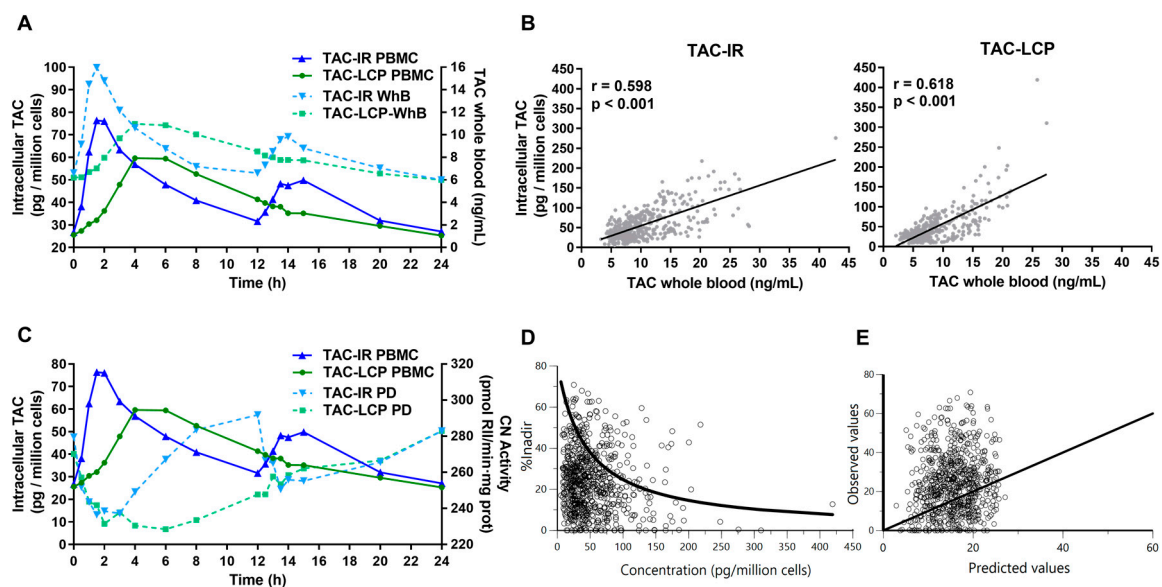 A
TAC-IR PBMC
TAC-LCP PBMC
TAC-IR WhB
TAC-LCP-WhB
Intracellular TAC
(pg / million cells)
100
90
80
70
60
50
40
30
20
16
14
12
10
8
6
4
2
0
TAC whole blood (ng/mL)
0 2 4 6 8 10 12 14 16 18 20 22 24
Time (h)
B
TAC-IR
r = 0.598
p < 0.001
Intracellular TAC
(pg / million cells)
450
400
350
300
250
200
150
100
50
0
0 5 10 15 20 25 30 35 40 45
TAC whole blood (ng/mL)
TAC-LCP
r = 0.618
p < 0.001
450
400
350
300
250
200
150
100
50
0
0 5 10 15 20 25 30 35 40 45
TAC whole blood (ng/mL)
C
TAC-IR PBMC
TAC-LCP PBMC
TAC-IR PD
TAC-LCP PD
Intracellular TAC
(pg / million cells)
80
70
60
50
40
30
20
10
0
320
300
280
260
240
220
CN Activity
(pmol RII/min·mg prot)
0 2 4 6 8 10 12 14 16 18 20 22 24
Time (h)
D
%Inadir
80
60
40
20
0
0 50 100 150 200 250 300 350 400 450
Concentration (pg/million cells)
E
Observed values
80
60
40
20
0
0 20 40 60
Predicted values